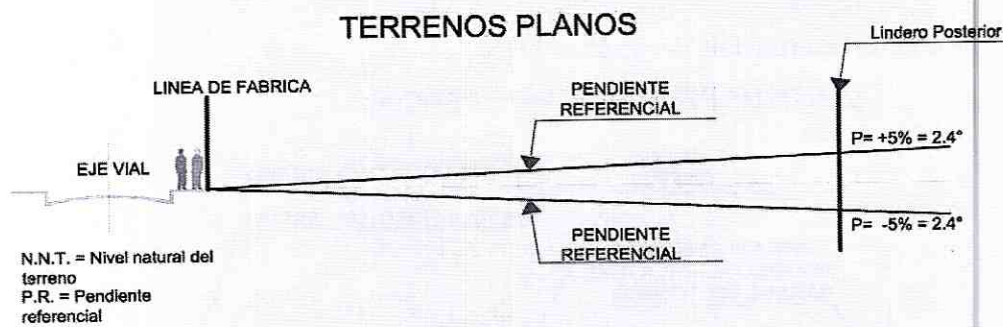 TERRENOS PLANOS
Lindero Posterior
LINEA DE FABRICA
PENDIENTE
REFERENCIAL
P= +5% = 2.4°
EJE VIAL
P= -5% = 2.4°
PENDIENTE
REFERENCIAL
N.N.T. = Nivel natural del
terreno
P.R. = Pendiente
referencial